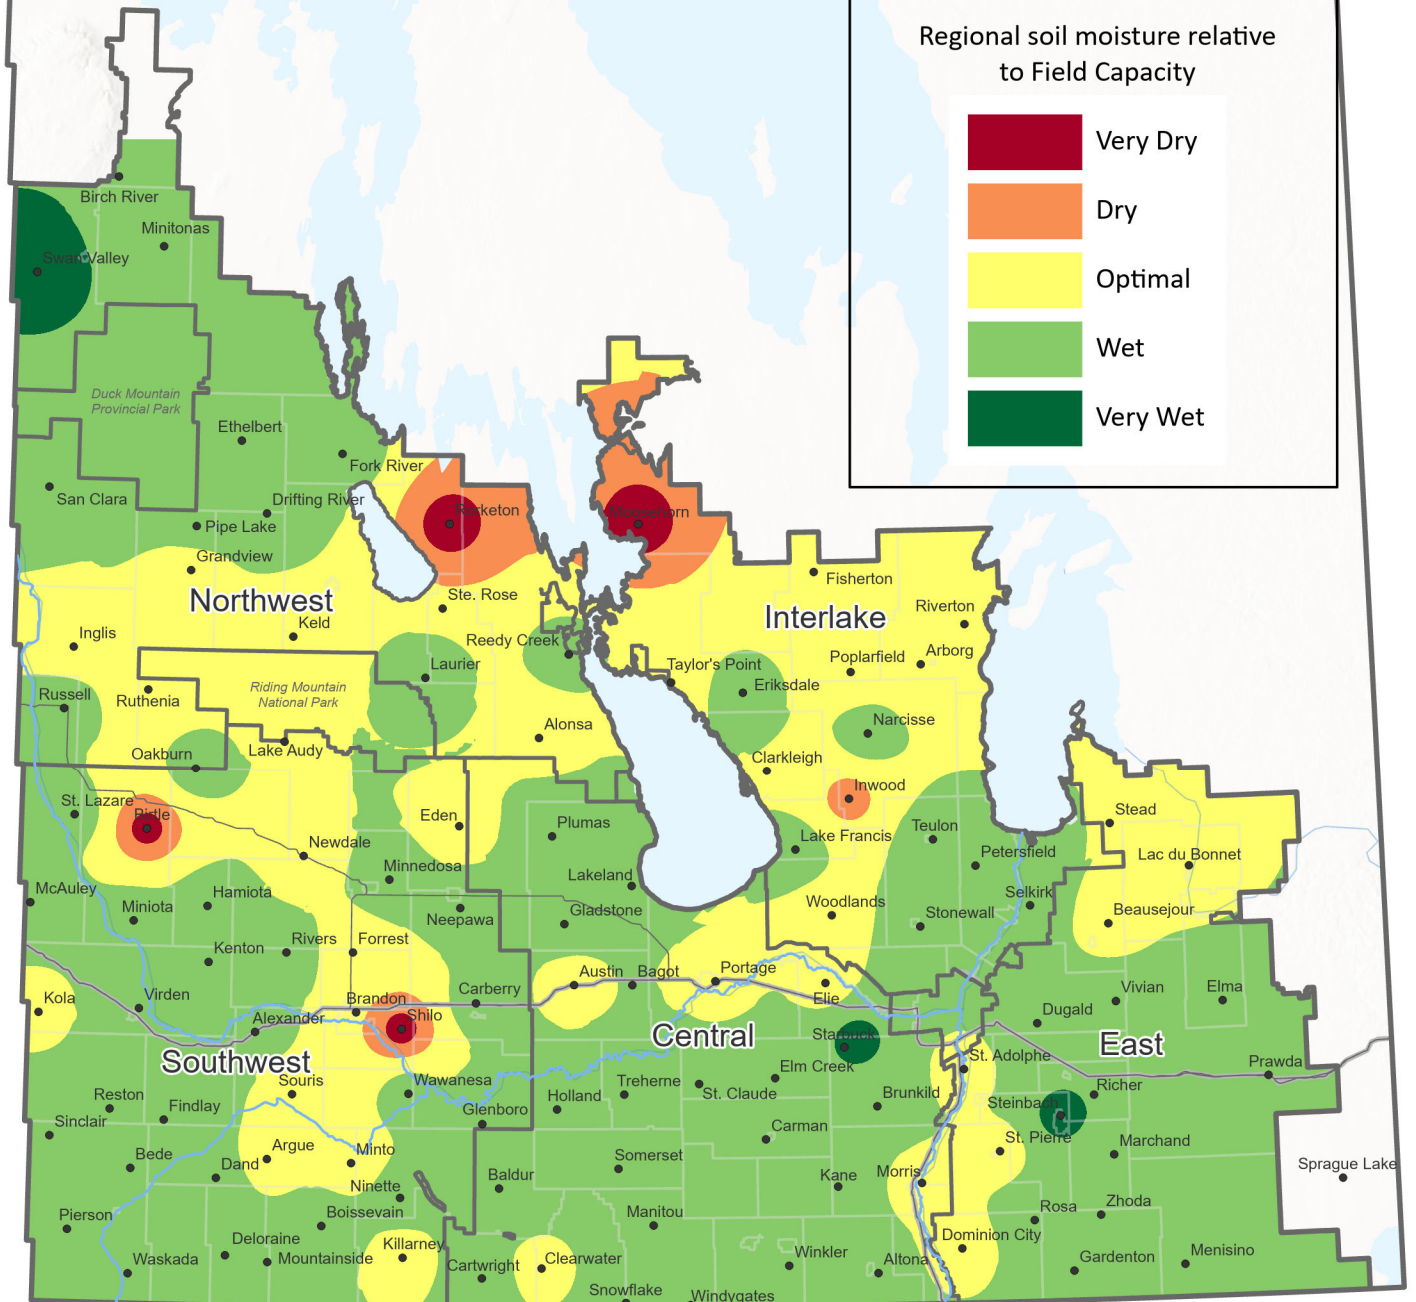 Regional soil moisture relative
to Field Capacity
Very Dry
Dry
Optimal
Wet
Very Wet
Birch River
Minitonas
Swan Valley
Duck Mountain
Provincial Park
Ethelbert
Fork River
San Clara
Drifting River
Pipe Lake
Rorketon
Moosehorn
Grandview
Fisherton
Northwest
Ste. Rose
Interlake
Riverton
Inglis
Keld
Reedy Creek
Poplarfield
Arborg
Laurier
Taylor's Point
Eriksdale
Russell
Ruthenia
Riding Mountain
National Park
Narcisse
Alonsa
Oakburn
Lake Audy
Clarkleigh
Inwood
St. Lazare
Birtle
Eden
Plumas
Stead
Teulon
Lake Francis
Newdale
Petersfield
Lac du Bonnet
Minnedosa
Lakeland
McAuley
Hamiota
Selkirk
Miniota
Neepawa
Gladstone
Woodlands
Stonewall
Beausejour
Kenton
Rivers
Forrest
Austin
Bagot
Portage
Kola
Virden
Brandon
Carberry
Elie
Vivian
Elma
Alexander
Shilo
Dugald
Central
Starbuck
East
Southwest
St. Adolphe
Prawda
Souris
Wawanesa
Treherne
St. Claude
Elm Creek
Brunkild
Richer
Reston
Findlay
Holland
Steinbach
Sinclair
Glenboro
Carman
St. Pierre
Marchand
Bede
Argue
Minto
Somerset
Sprague Lake
Dand
Ninette
Baldur
Kane
Morris
Pierson
Boissevain
Manitou
Rosa
Zhoda
Deloraine
Killarney
Dominion City
Waskada
Mountainside
Cartwright
Clearwater
Winkler
Altona
Gardenton
Menisino
Snowflake
Windygates